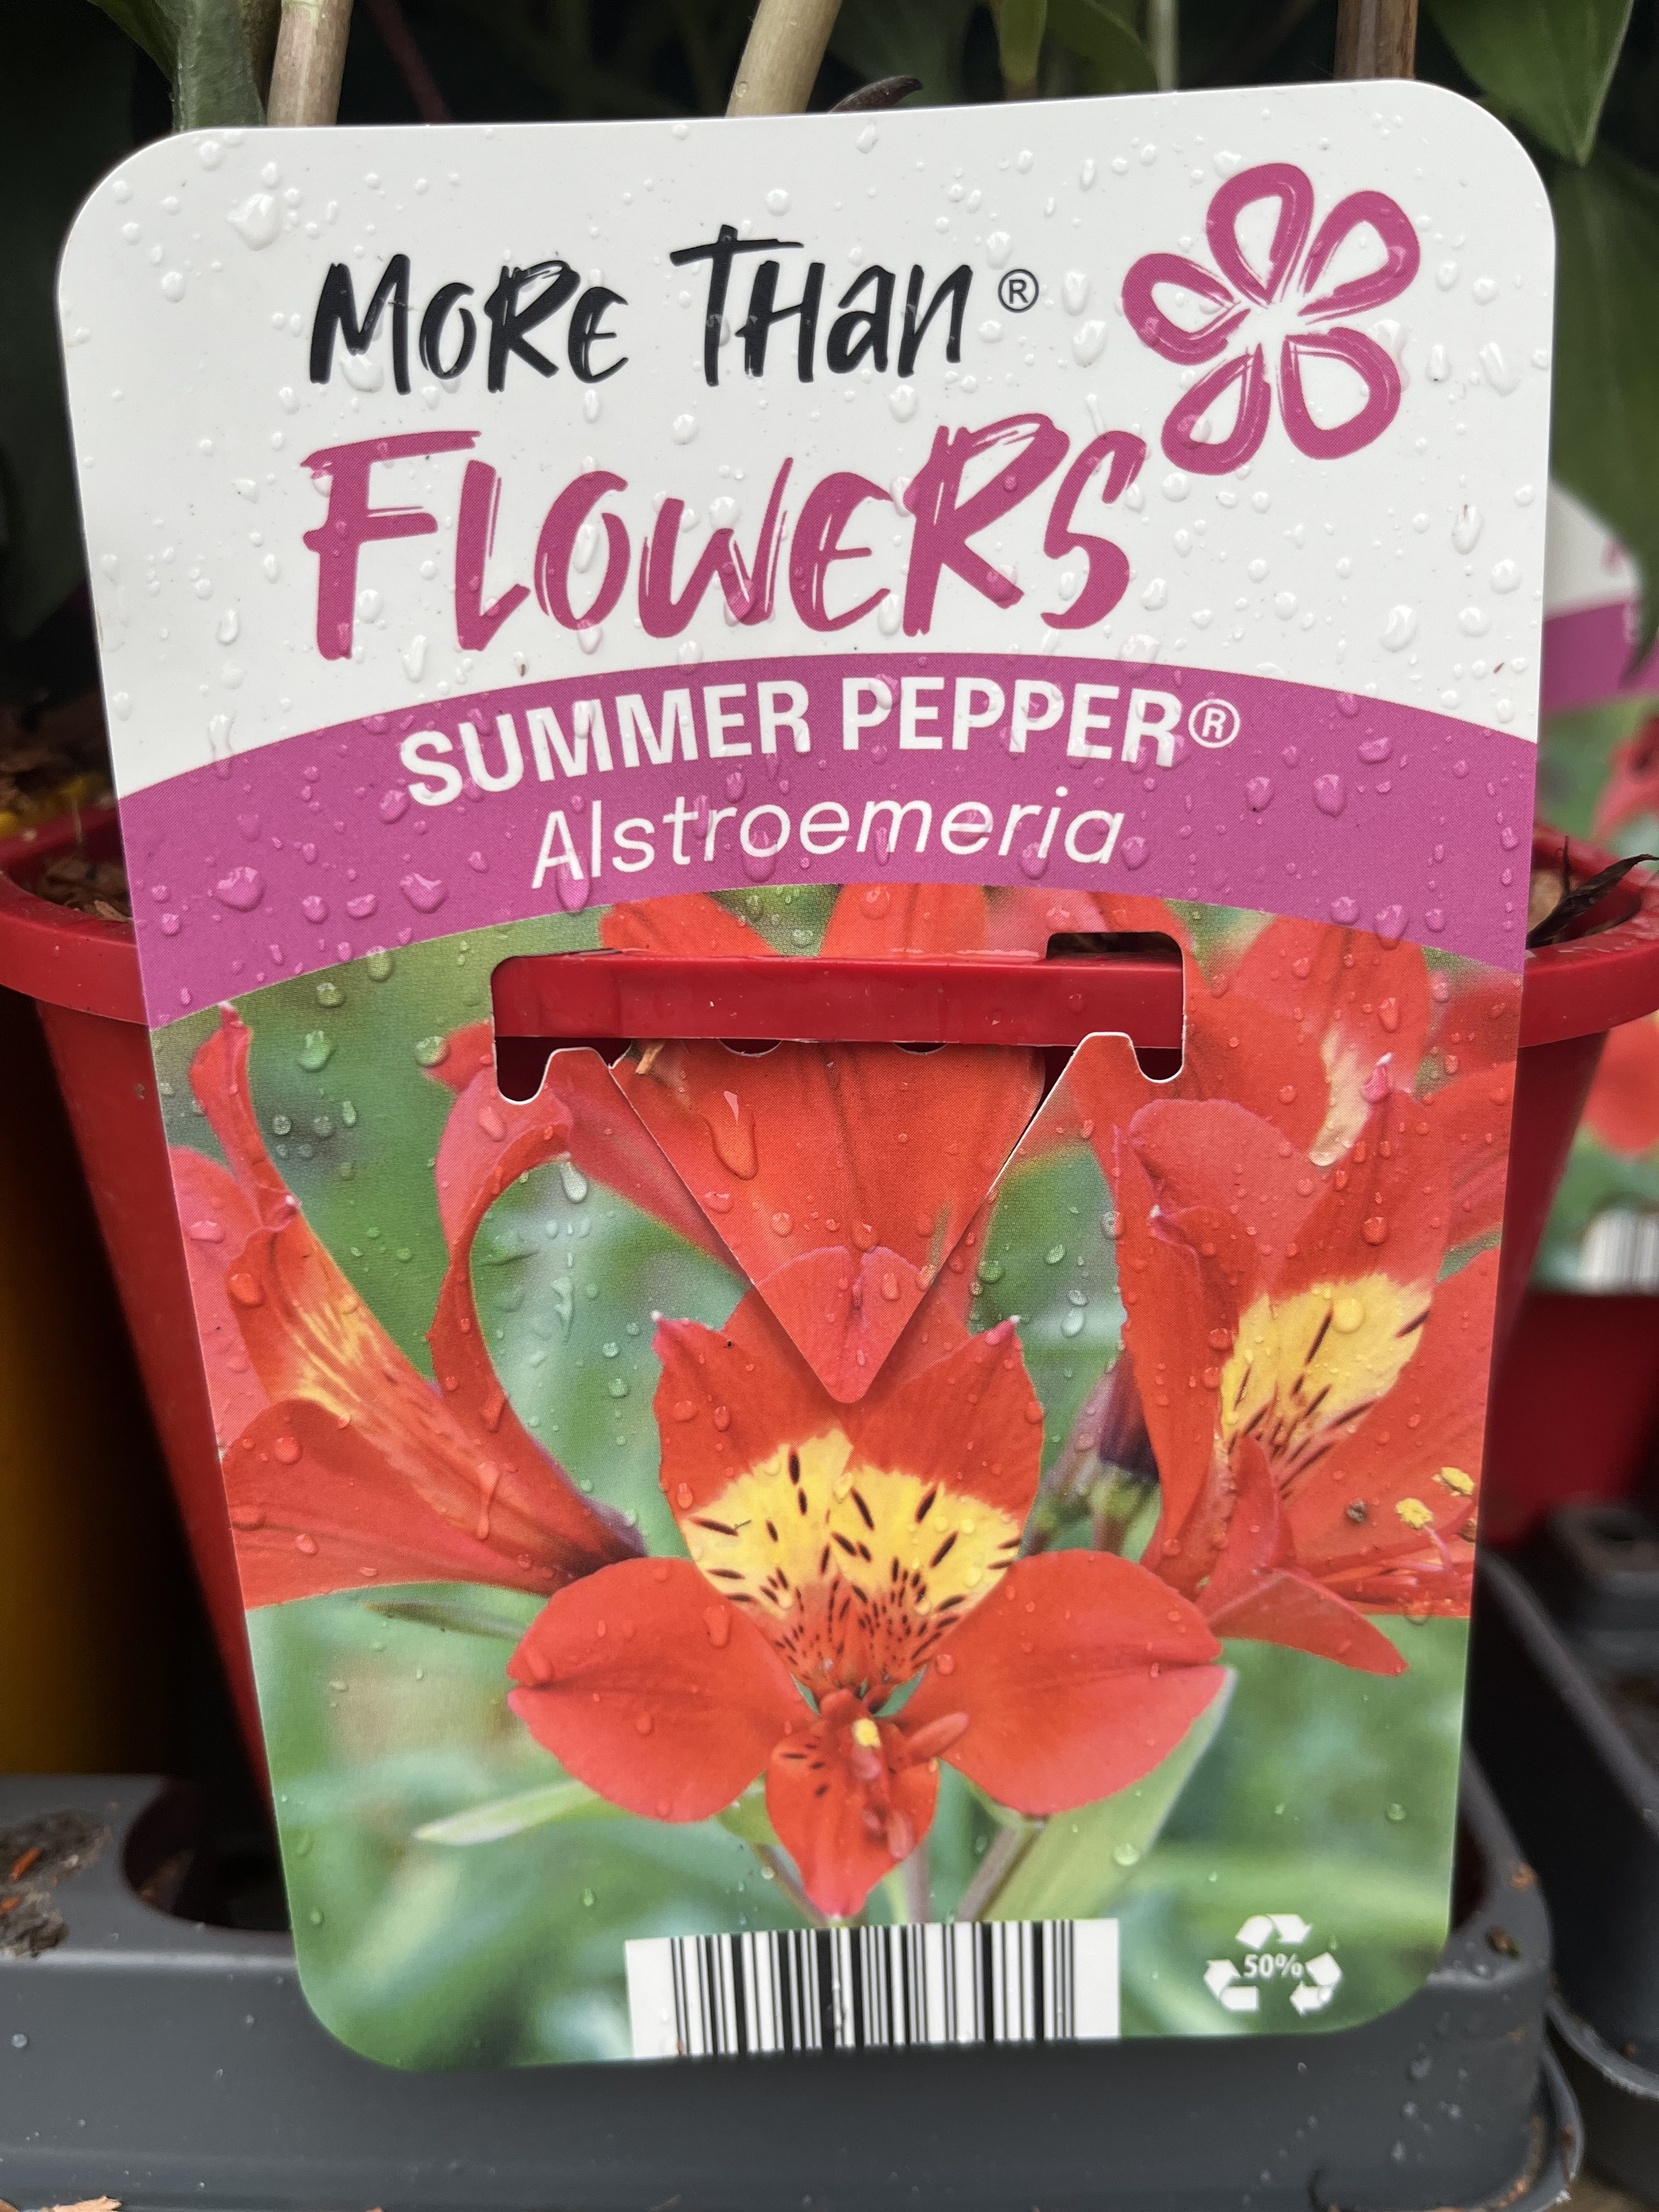 MORE THAN®
FLOWERS
SUMMER PEPPER®
Alstroemeria
50%